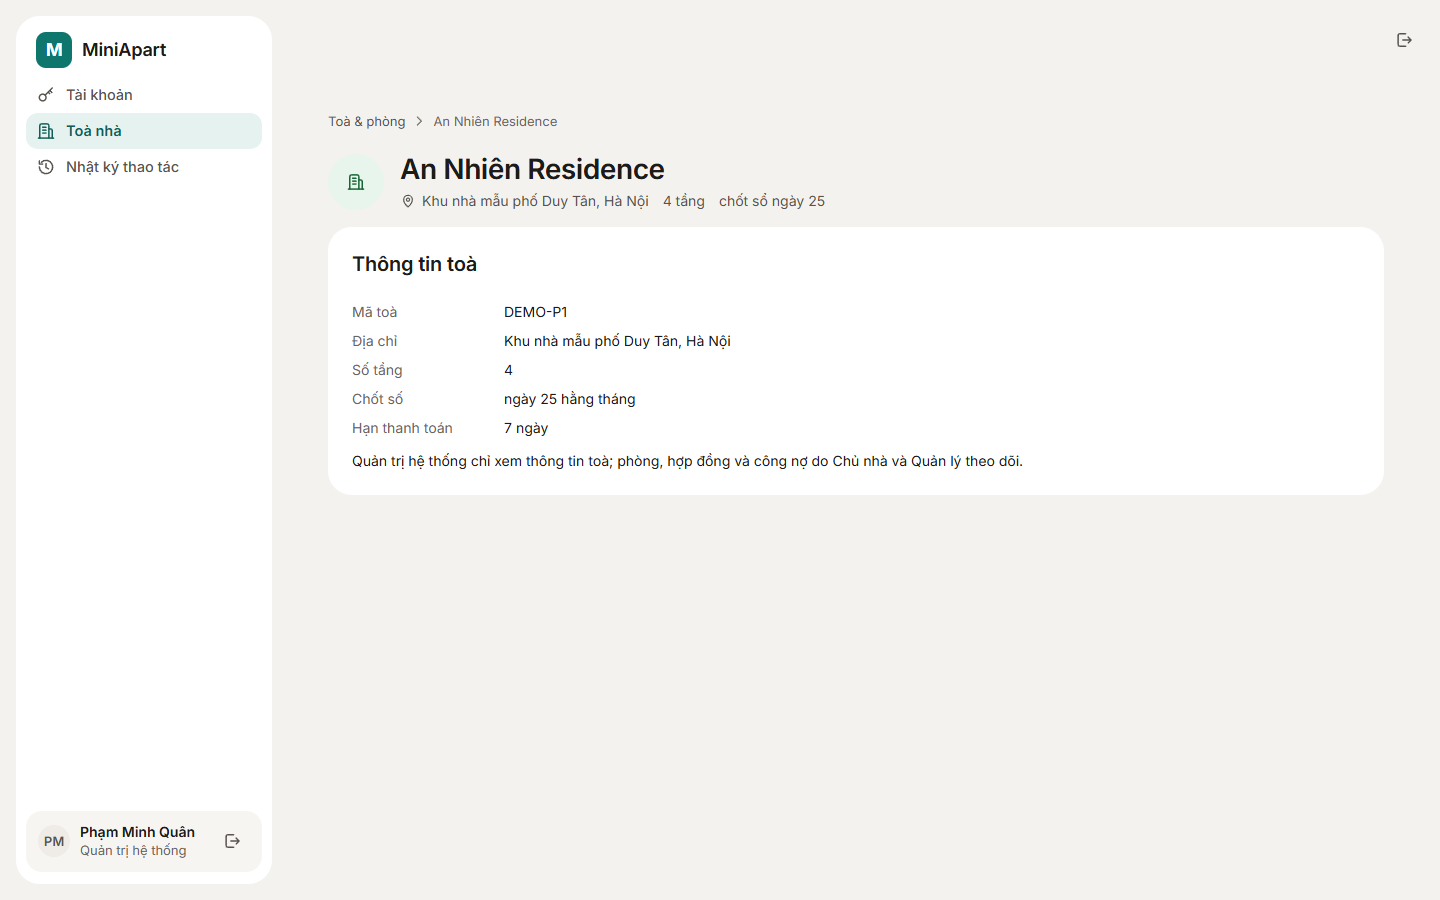 M MiniApart
Tài khoản
Toà nhà
Nhật ký thao tác
Toà & phòng > An Nhiên Residence
An Nhiên Residence
Khu nhà mẫu phố Duy Tân, Hà Nội 4 tầng chốt sổ ngày 25
Thông tin toà
Mã toà DEMO-P1
Địa chỉ Khu nhà mẫu phố Duy Tân, Hà Nội
Số tầng 4
Chốt số ngày 25 hằng tháng
Hạn thanh toán 7 ngày
Quản trị hệ thống chỉ xem thông tin toà; phòng, hợp đồng và công nợ do Chủ nhà và Quản lý theo dõi.
PM Phạm Minh Quân
Quản trị hệ thống